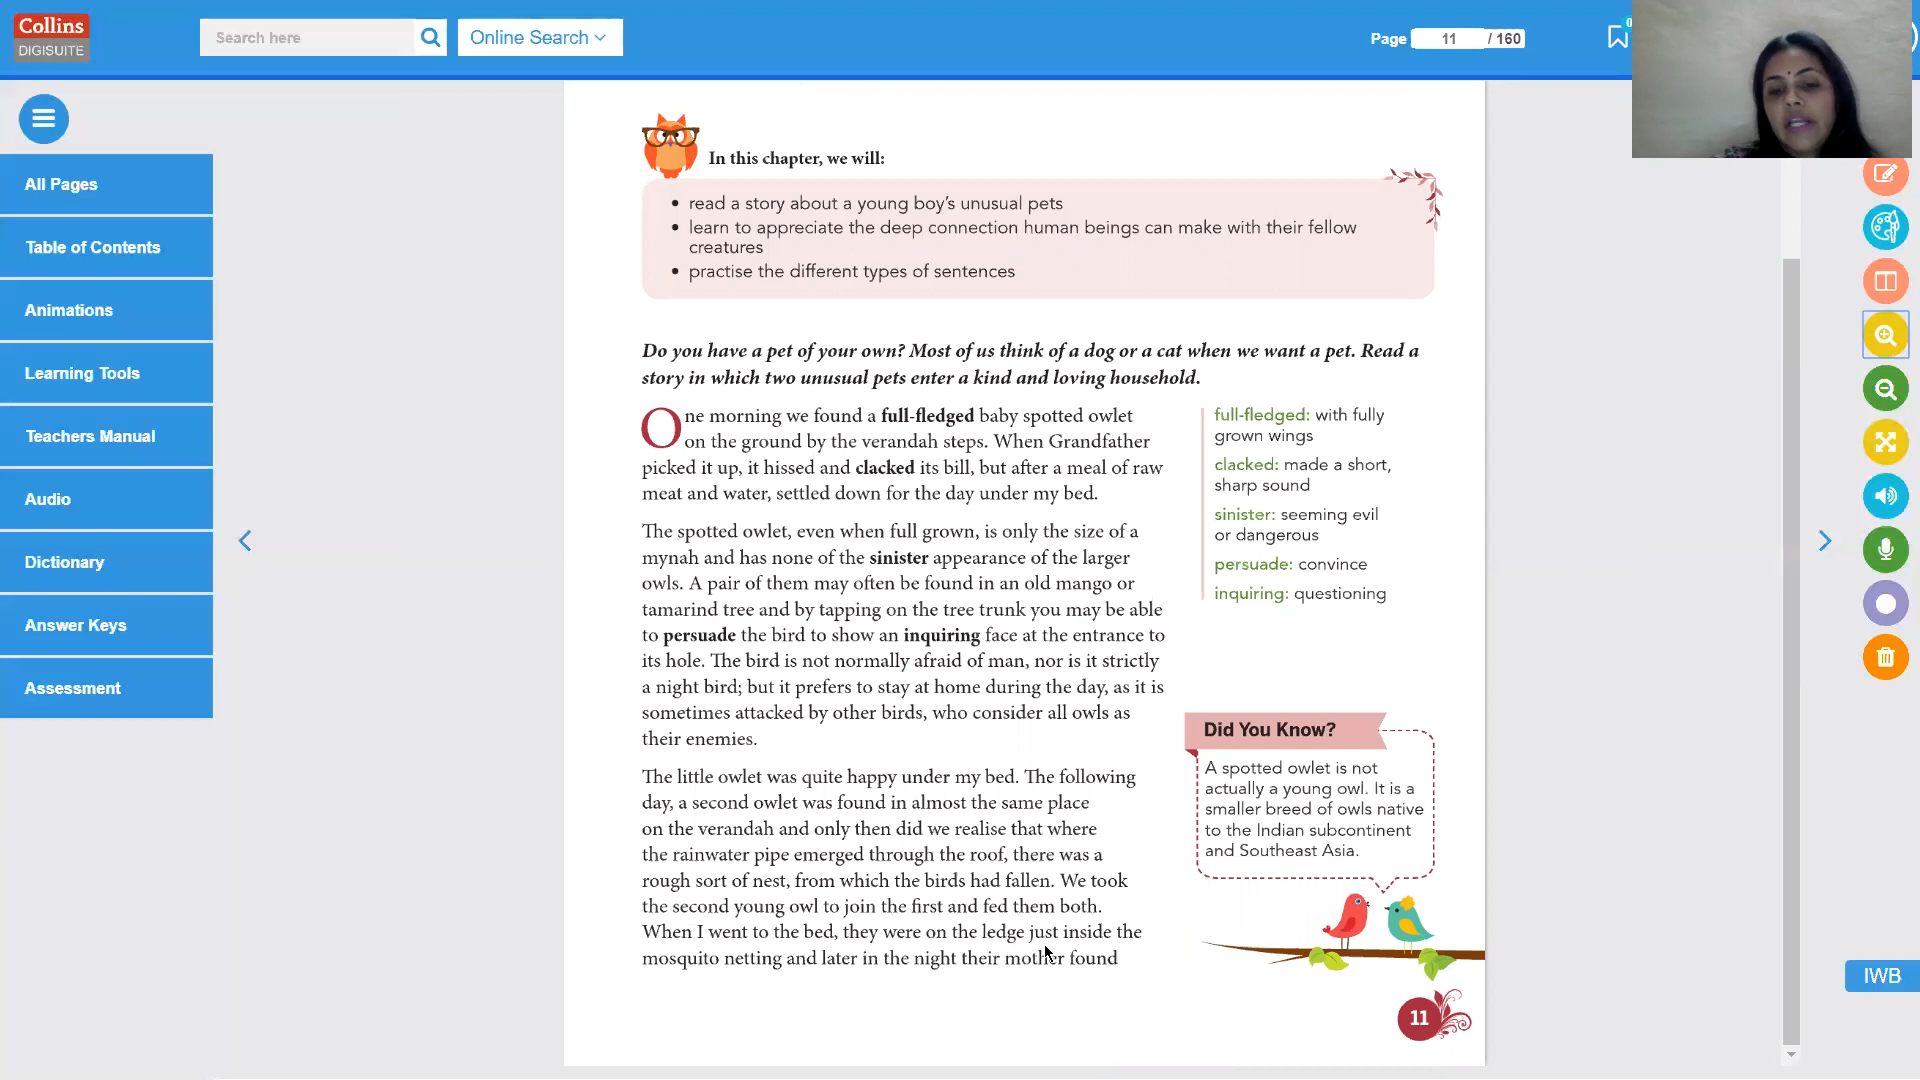 Collins
DIGISUITE
Search here
Online Search
Page 11 / 160
0
All Pages
Table of Contents
Animations
Learning Tools
Teachers Manual
Audio
Dictionary
Answer Keys
Assessment
In this chapter, we will:
• read a story about a young boy's unusual pets
• learn to appreciate the deep connection human beings can make with their fellow
creatures
• practise the different types of sentences
Do you have a pet of your own? Most of us think of a dog or a cat when we want a pet. Read a
story in which two unusual pets enter a kind and loving household.
One morning we found a full-fledged baby spotted owlet
on the ground by the verandah steps. When Grandfather
picked it up, it hissed and clacked its bill, but after a meal of raw
meat and water, settled down for the day under my bed.
The spotted owlet, even when full grown, is only the size of a
mynah and has none of the sinister appearance of the larger
owls. A pair of them may often be found in an old mango or
tamarind tree and by tapping on the tree trunk you may be able
to persuade the bird to show an inquiring face at the entrance to
its hole. The bird is not normally afraid of man, nor is it strictly
a night bird; but it prefers to stay at home during the day, as it is
sometimes attacked by other birds, who consider all owls as
their enemies.
The little owlet was quite happy under my bed. The following
day, a second owlet was found in almost the same place
on the verandah and only then did we realise that where
the rainwater pipe emerged through the roof, there was a
rough sort of nest, from which the birds had fallen. We took
the second young owl to join the first and fed them both.
When I went to the bed, they were on the ledge just inside the
mosquito netting and later in the night their mother found
full-fledged: with fully
grown wings
clacked: made a short,
sharp sound
sinister: seeming evil
or dangerous
persuade: convince
inquiring: questioning
Did You Know?
A spotted owlet is not
actually a young owl. It is a
smaller breed of owls native
to the Indian subcontinent
and Southeast Asia.
11
IWB